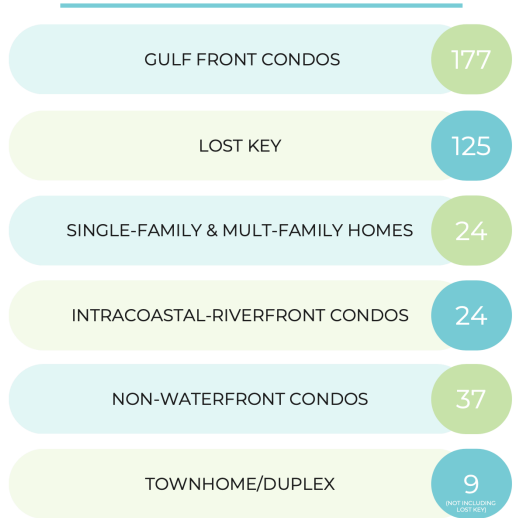 GULF FRONT CONDOS
177
LOST KEY
125
SINGLE-FAMILY & MULT-FAMILY HOMES
24
INTRACOASTAL-RIVERFRONT CONDOS
24
NON-WATERFRONT CONDOS
37
TOWNHOME/DUPLEX
9
(NOT INCLUDING
LOST KEY)